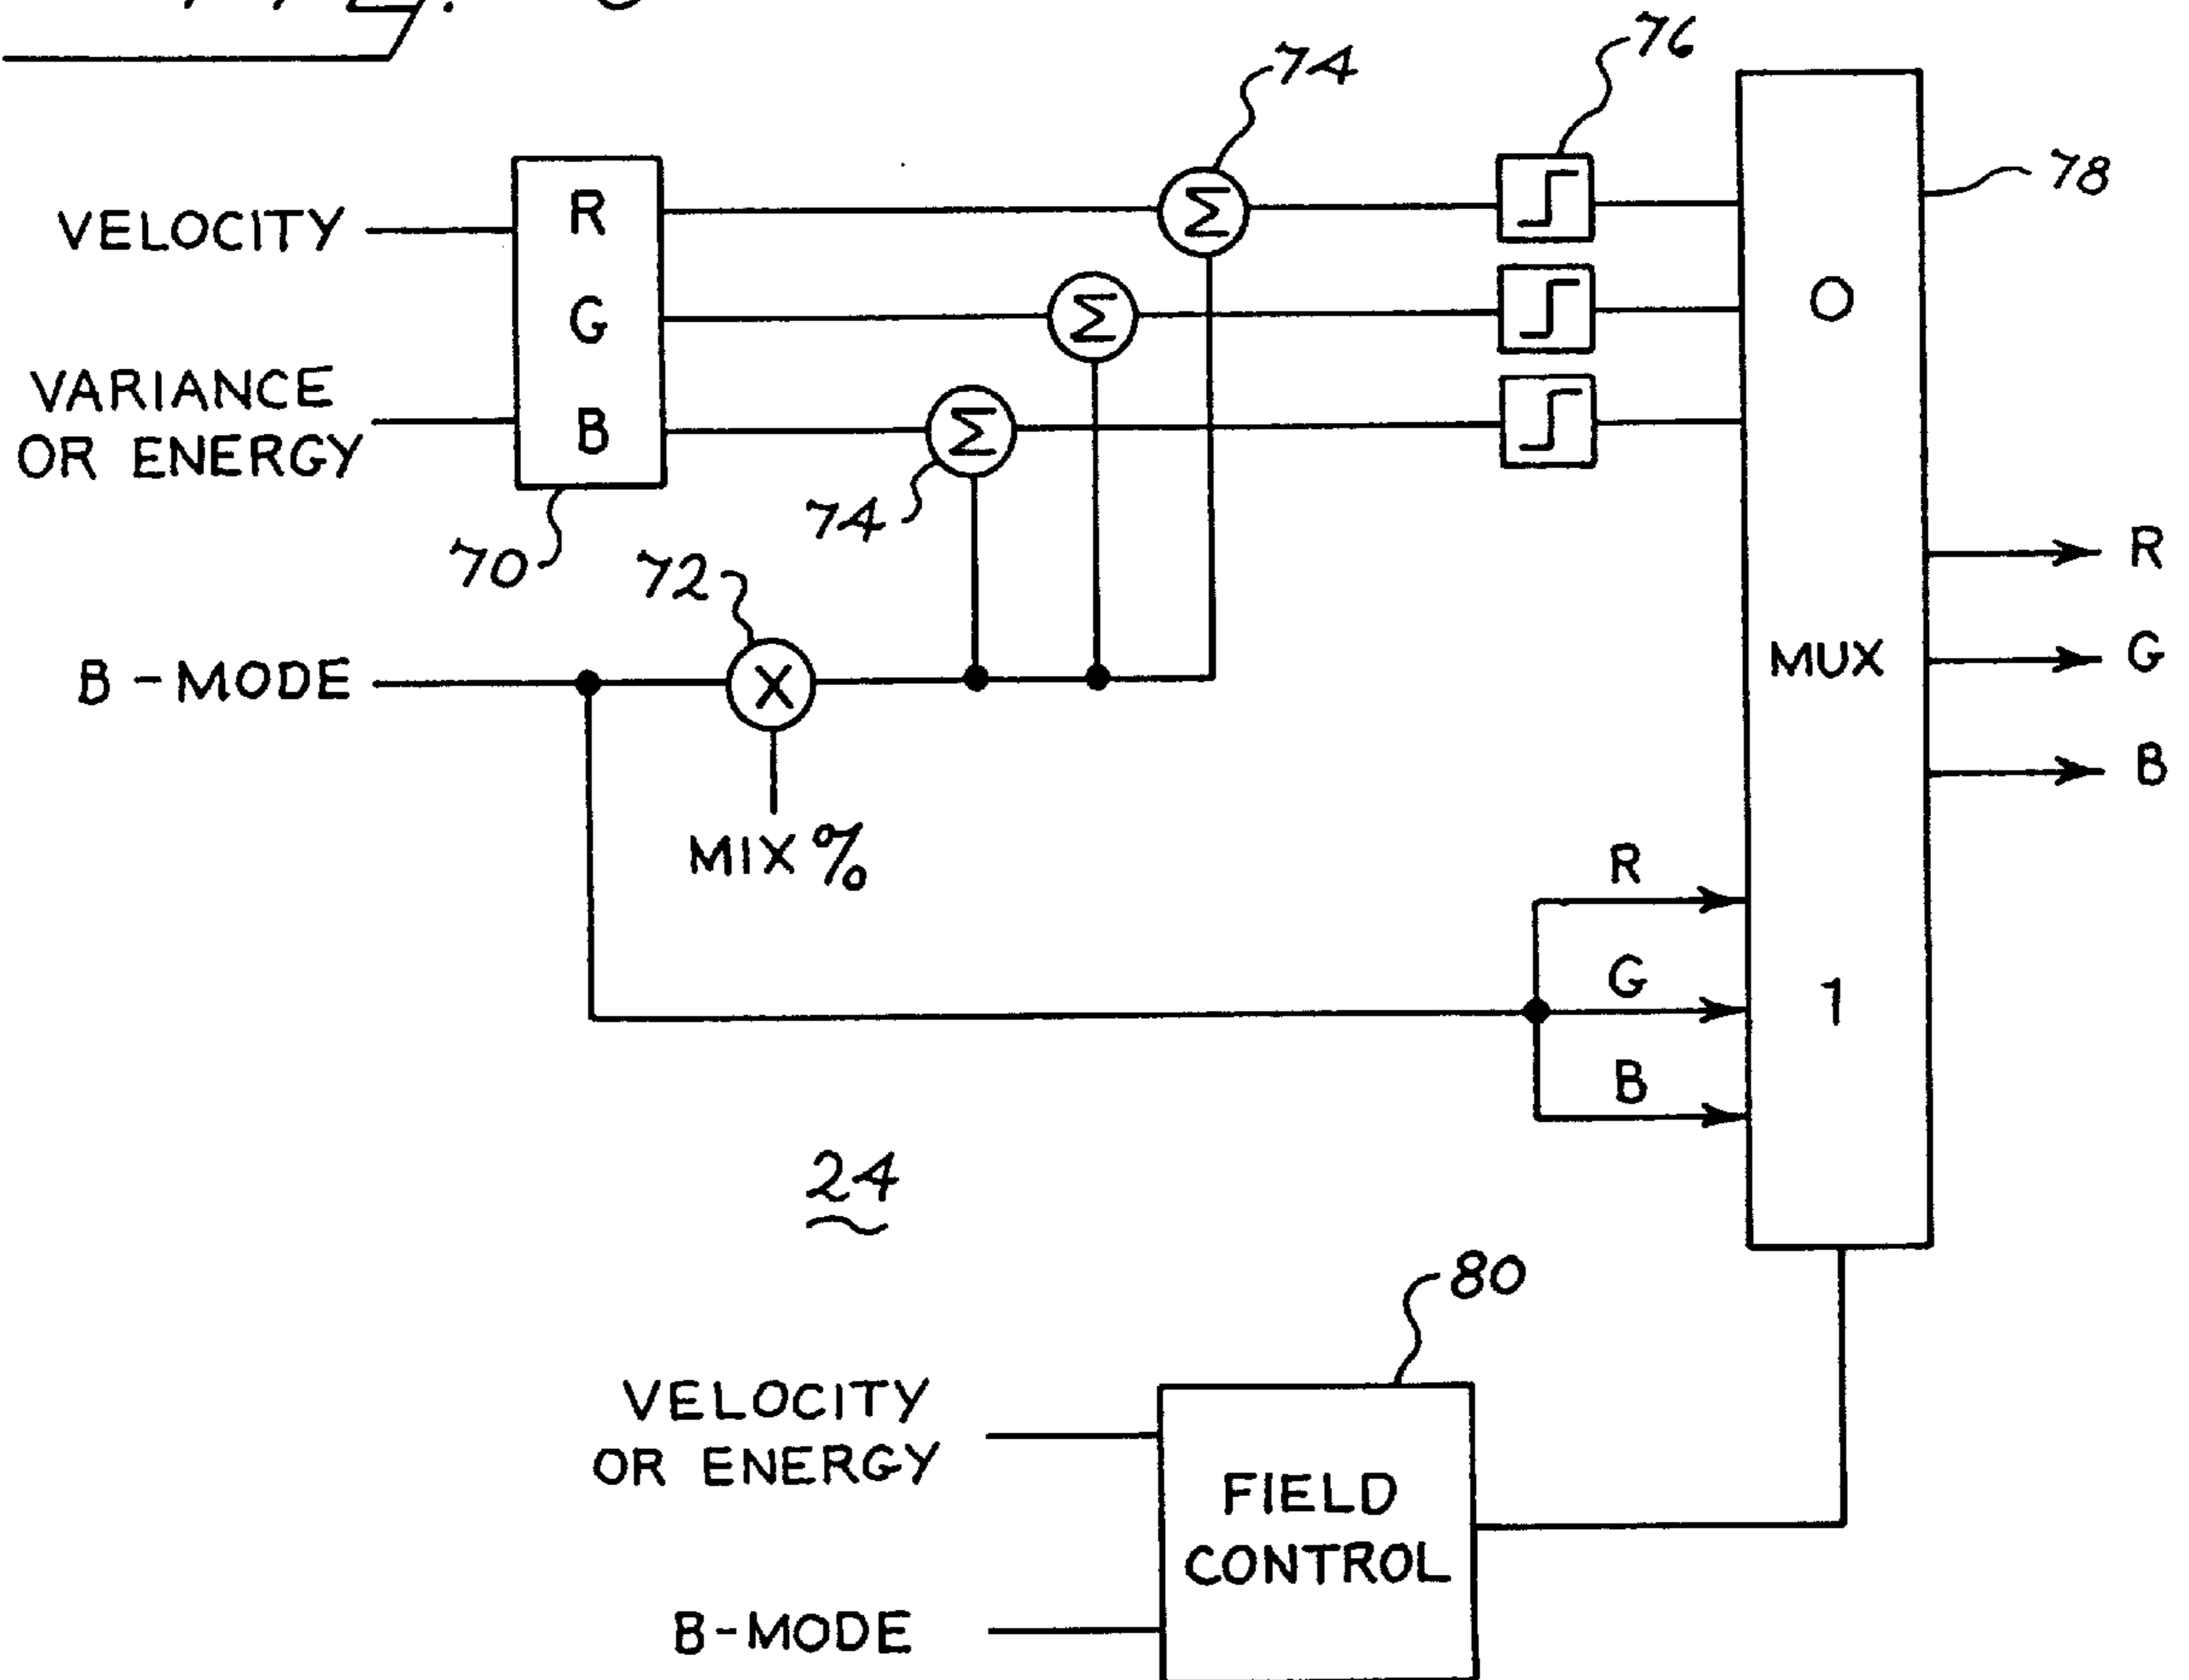 74
76
78
VELOCITY
R
Σ
O
G
Σ
VARIANCE
OR ENERGY
B
Σ
74
70
72
R
B-MODE
X
MUX
G
B
MIX %
R
G
1
B
24
80
VELOCITY
OR ENERGY
FIELD
CONTROL
B-MODE